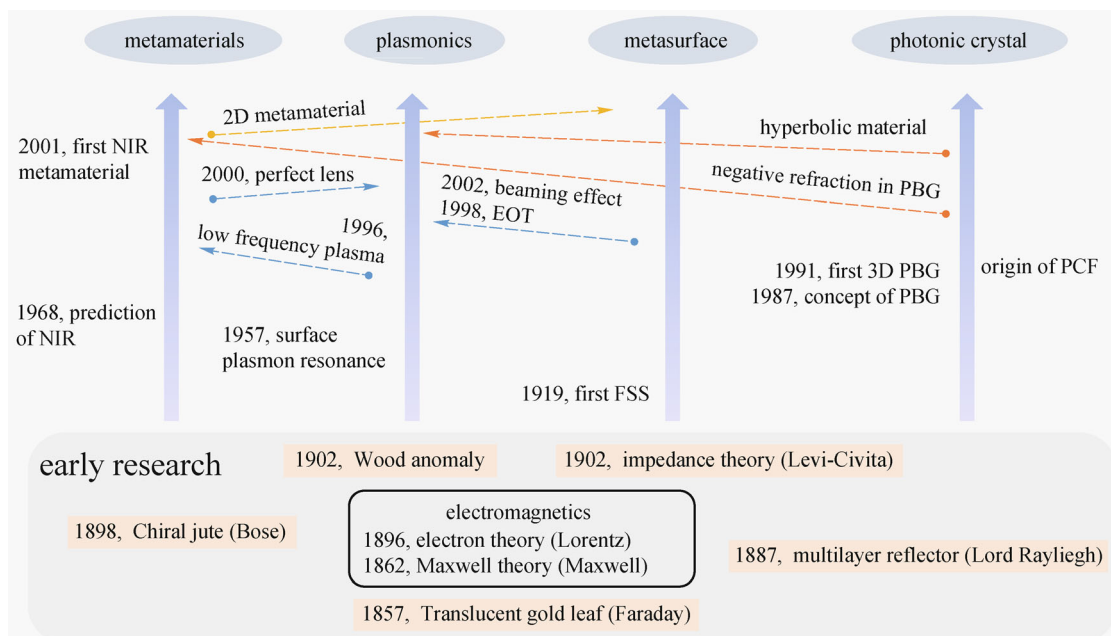 metamaterials
plasmonics
metasurface
photonic crystal
2D metamaterial
hyperbolic material
2001, first NIR
metamaterial
2000, perfect lens
2002, beaming effect
1998, EOT
negative refraction in PBG
1996,
low frequency plasma
1991, first 3D PBG
1987, concept of PBG
origin of PCF
1968, prediction
of NIR
1957, surface
plasmon resonance
1919, first FSS
early research
1902, Wood anomaly
1902, impedance theory (Levi-Civita)
1898, Chiral jute (Bose)
electromagnetics
1896, electron theory (Lorentz)
1862, Maxwell theory (Maxwell)
1887, multilayer reflector (Lord Rayliegh)
1857, Translucent gold leaf (Faraday)